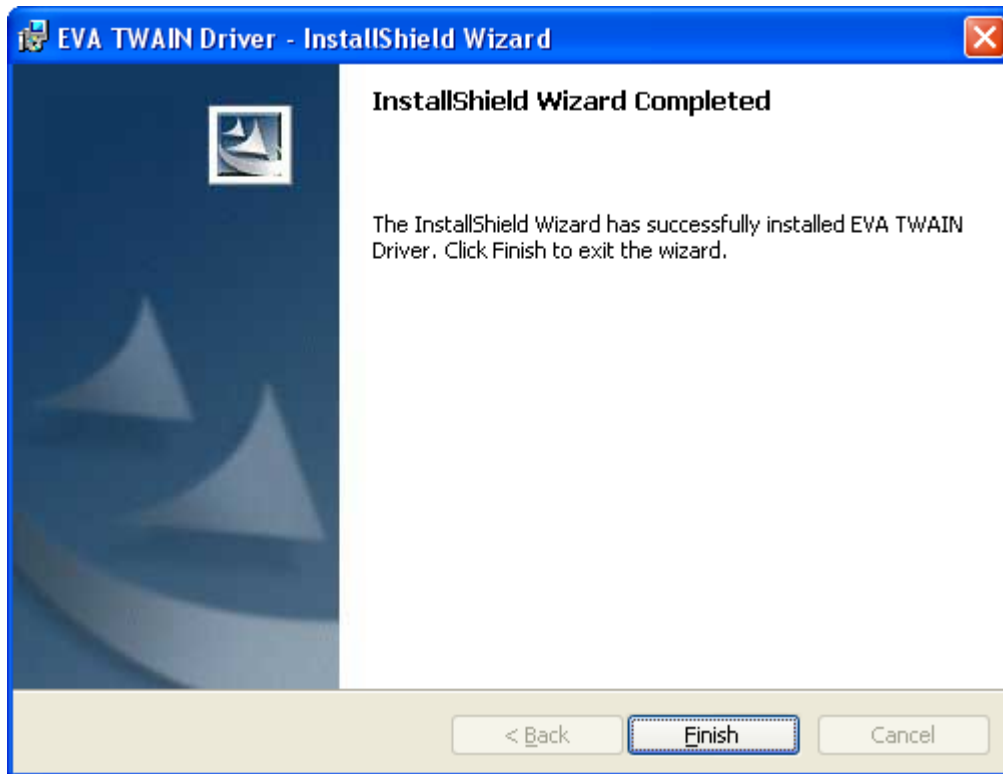 EVA TWAIN Driver - InstallShield Wizard
InstallShield Wizard Completed
The InstallShield Wizard has successfully installed EVA TWAIN
Driver. Click Finish to exit the wizard.
< Back
Finish
Cancel